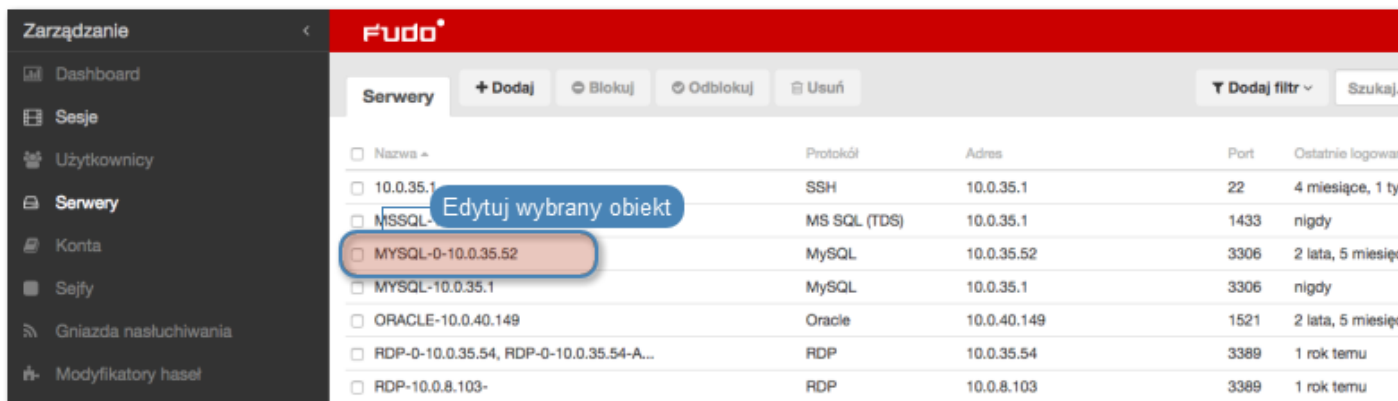 Zarządzanie
Dashboard
Sesje
Użytkownicy
Serwery
Konta
Sejfy
Gniazda nasłuchiwania
Modyfikatory haseł
FUDO
Serwery + Dodaj Blokuj Odblokuj Usuń Dodaj filtr Szukaj.
Nazwa Protokół Adres Port Ostatnie
10.0.35.1 SSH 10.0.35.1 22 4 miesiące, 1
Edytuj wybrany obiekt
MSSQL- MS SQL (TDS) 10.0.35.1 1433 nigdy
MYSQL-0-10.0.35.52 MySQL 10.0.35.52 3306 2 lata, 5
MYSQL-10.0.35.1 MySQL 10.0.35.1 3306 nigdy
ORACLE-10.0.40.149 Oracle 10.0.40.149 1521 2 lata, 5
RDP-0-10.0.35.54, RDP-0-10.0.35.54-A... RDP 10.0.35.54 3389 1 rok temu
RDP-10.0.8.103- RDP 10.0.8.103 3389 1 rok temu